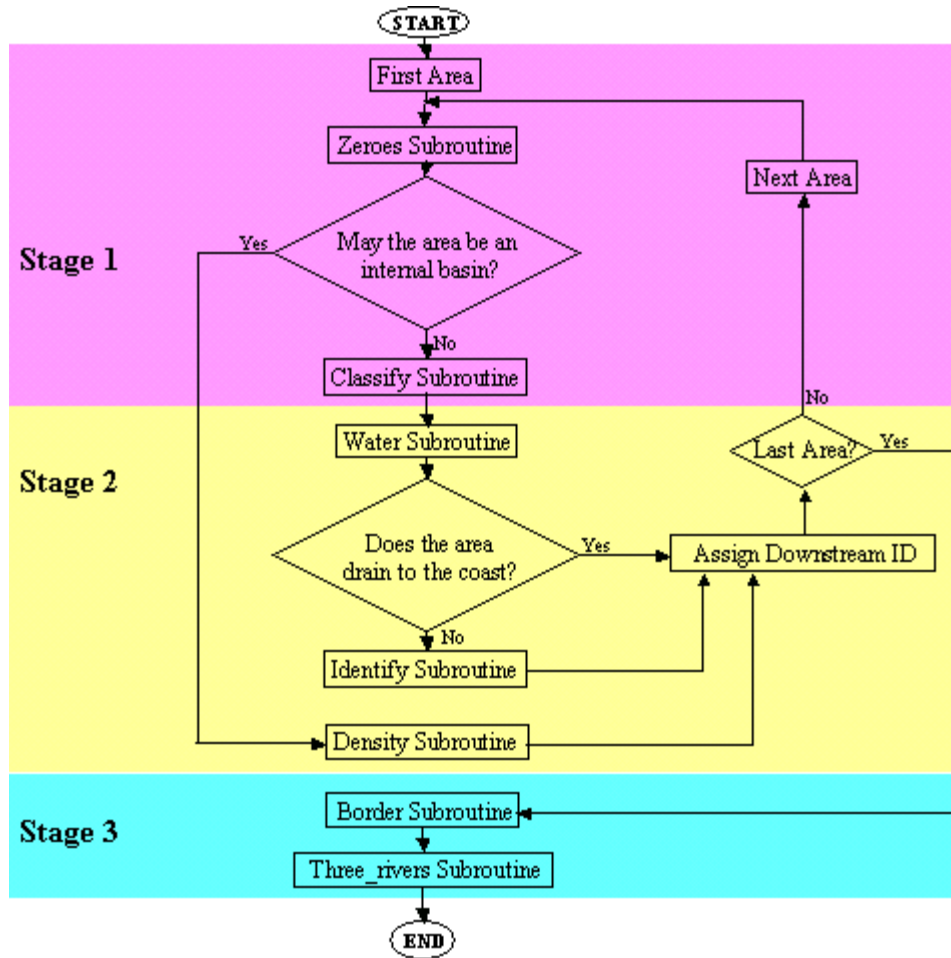 START
First Area
Zeroes Subroutine
Next Area
Stage 1
Yes
May the area be an
internal basin?
No
Classify Subroutine
No
Water Subroutine
Last Area?
Yes
Stage 2
Does the area
drain to the coast?
Yes
Assign Downstream ID
No
Identify Subroutine
Density Subroutine
Border Subroutine
Stage 3
Three_rivers Subroutine
END